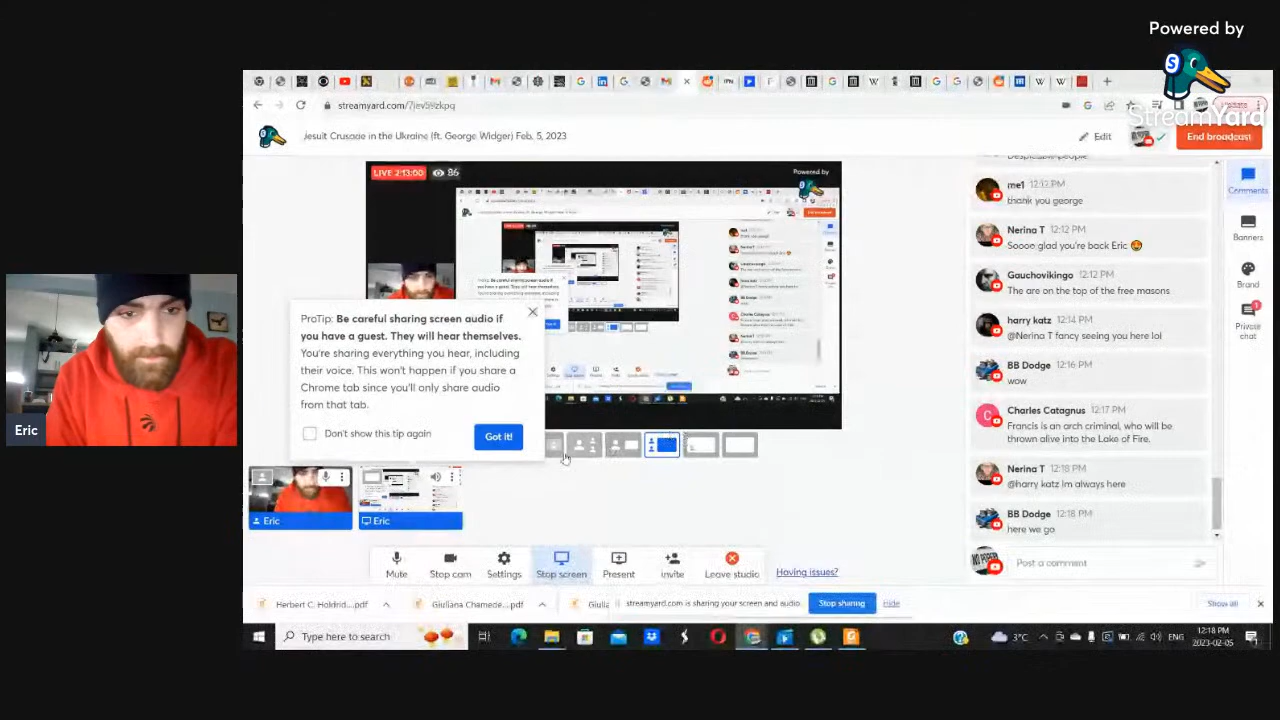 Powered by
StreamYard
streamyard.com/7jev59zkpq
Jesuit Crusade in the Ukraine (ft. George Widger) Feb. 5, 2023
Edit
End broadcast
LIVE 2:13:00
86
Powered by
ProTip: Be careful sharing screen audio if
you have a guest. They will hear themselves.
You're sharing everything you hear, including
their voice. This won't happen if you share a
Chrome tab since you'll only share audio
from that tab.
Don't show this tip again
Got it!
Eric
Eric
Eric
Mute
Stop cam
Settings
Stop screen
Present
Invite
Leave studio
Having issues?
me1 12:12 PM
thank you george
Nerina T 12:12 PM
Soooo glad you're back Eric
Gauchovikingo 12:12 PM
The are on the top of the free masons
harry katz 12:14 PM
@Nerina T fancy seeing you here lol
BB Dodge 12:16 PM
wow
Charles Catagnus 12:17 PM
Francis is an arch criminal, who will be
thrown alive into the Lake of Fire.
Nerina T 12:18 PM
@harry katz Im always here
BB Dodge 12:18 PM
here we go
NO POPERY
Post a comment
Comments
Banners
Brand
1
Private
chat
Herbert C. Holdrid....pdf
Giuliana Chamede....pdf
Giulia
streamyard.com is sharing your screen and audio.
Stop sharing
Hide
Show all
Type here to search
3°C
ENG
12:18 PM
2023-02-05